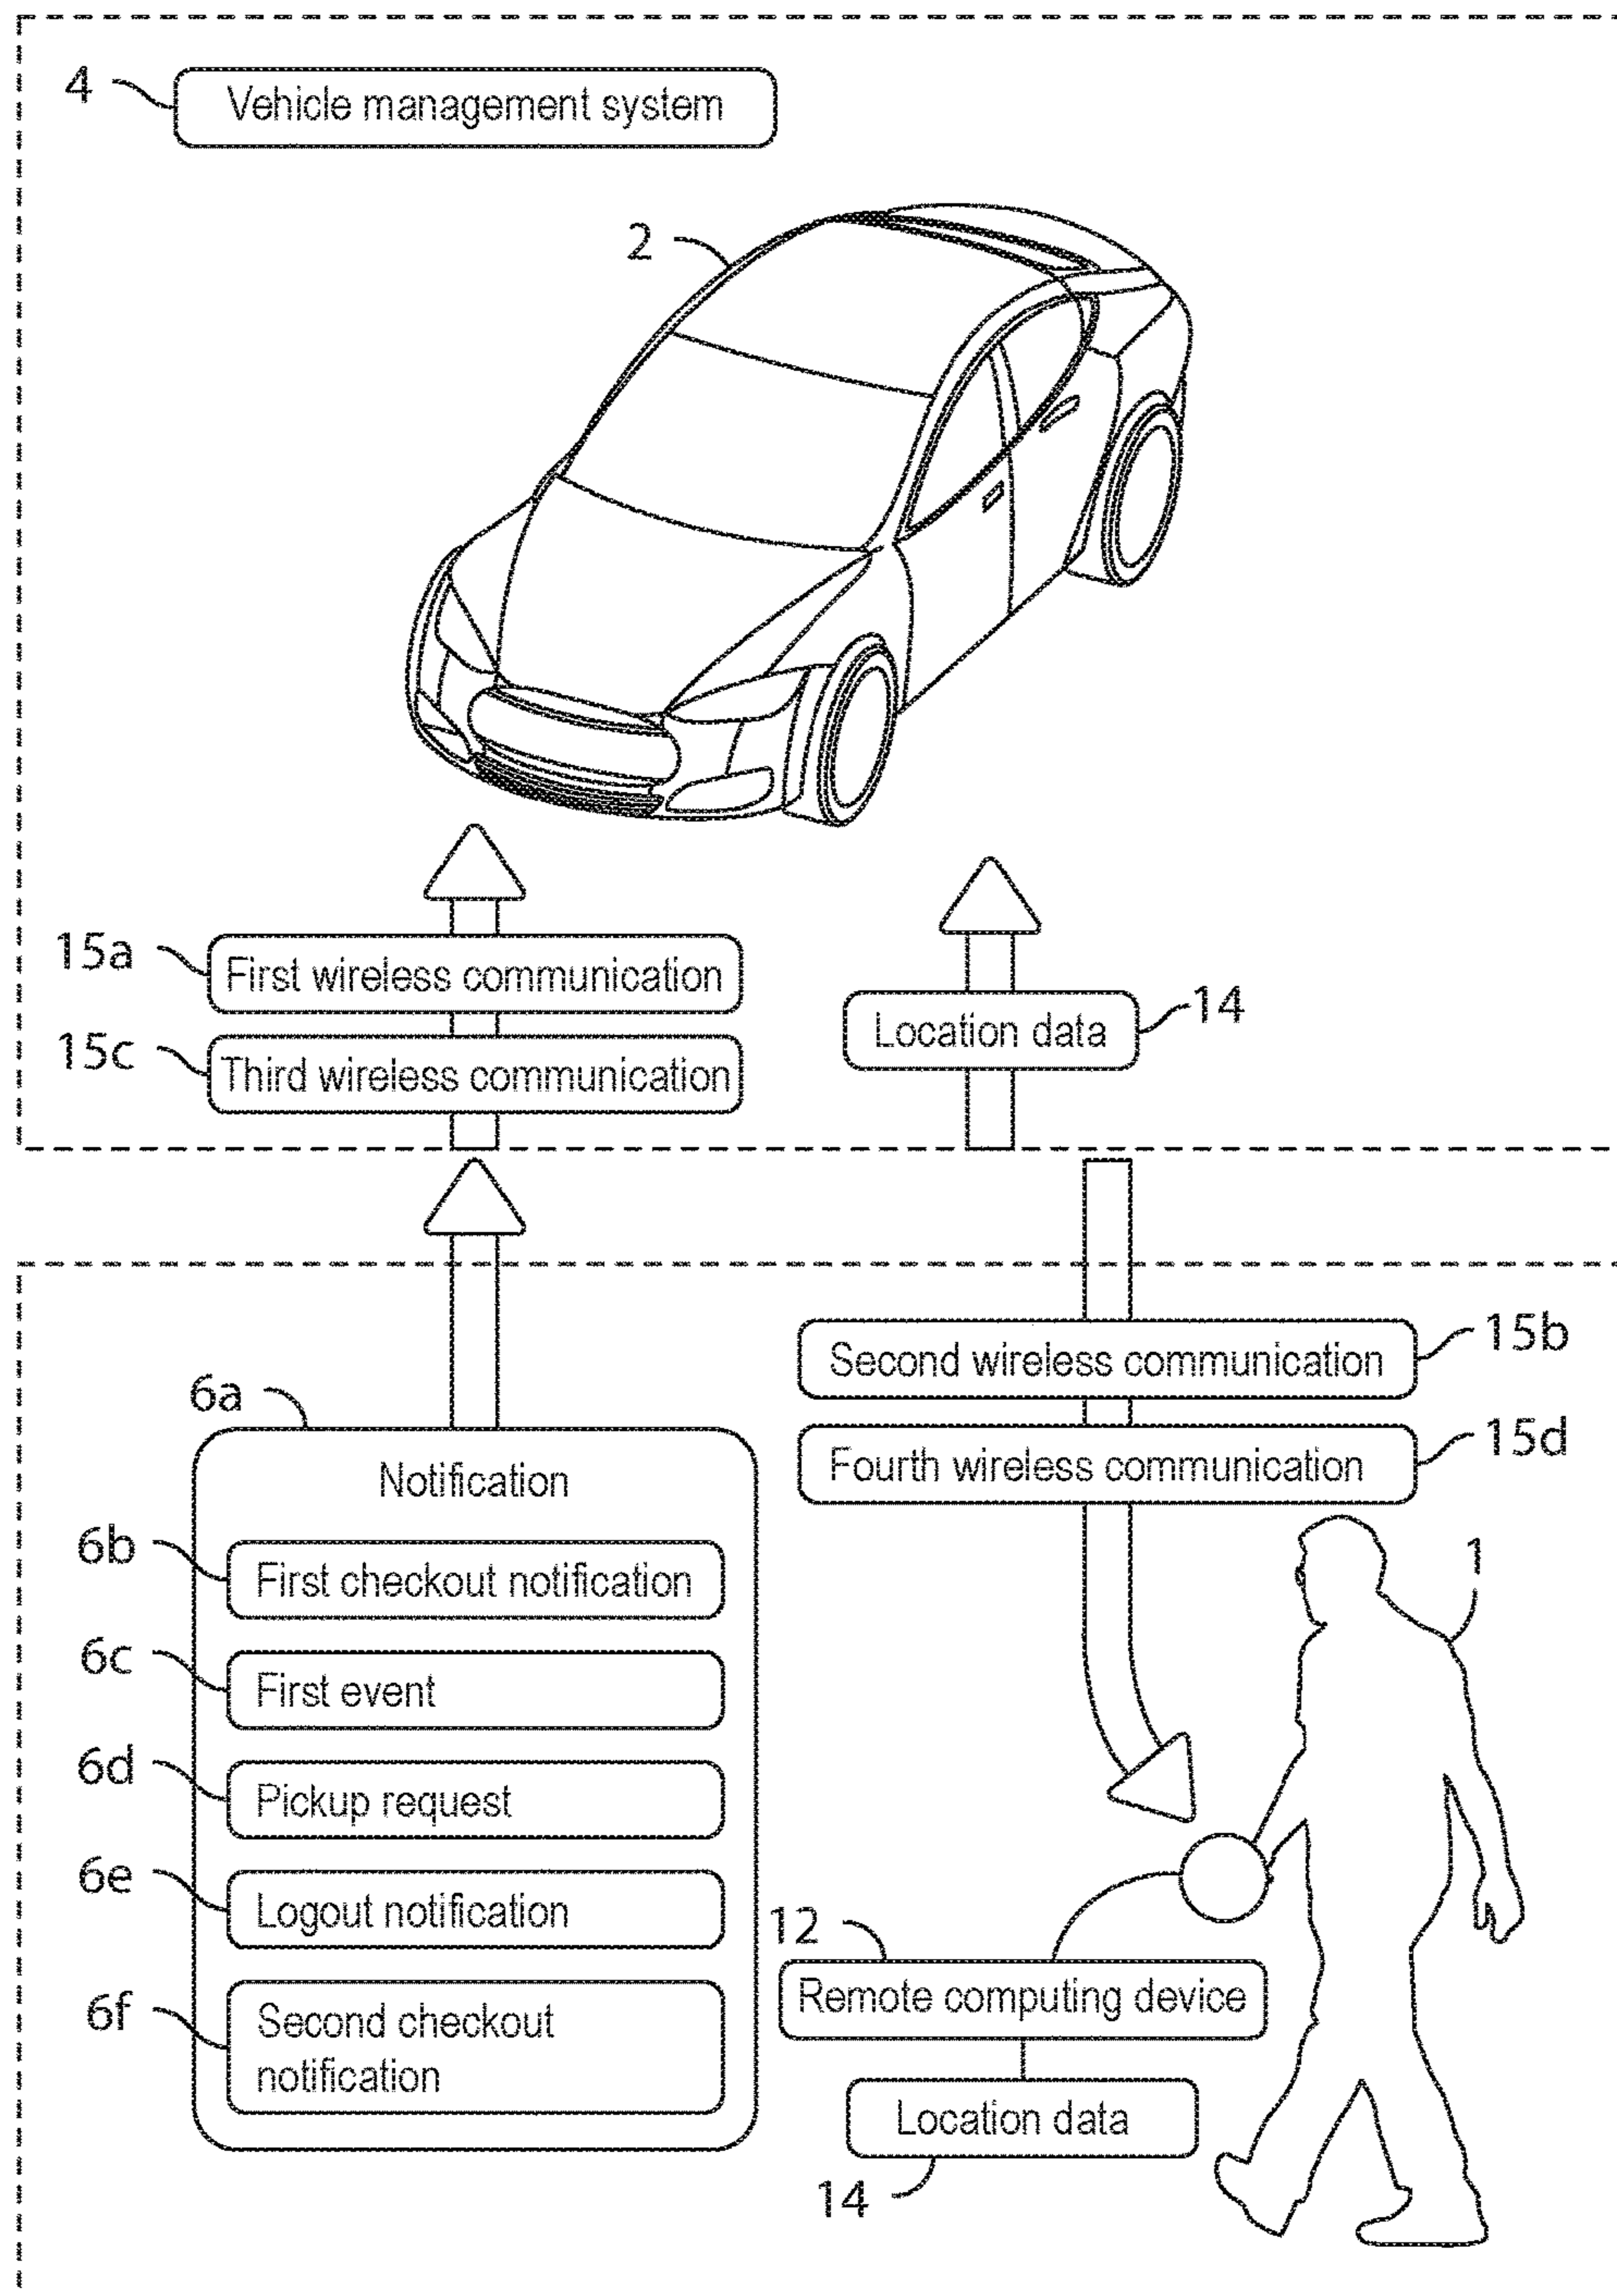 4
Vehicle management system
2
15a
First wireless communication
15c
Third wireless communication
Location data
14
15b
Second wireless communication
15d
Fourth wireless communication
6a
Notification
6b
First checkout notification
6c
First event
6d
Pickup request
6e
Logout notification
6f
Second checkout
notification
1
12
Remote computing device
Location data
14